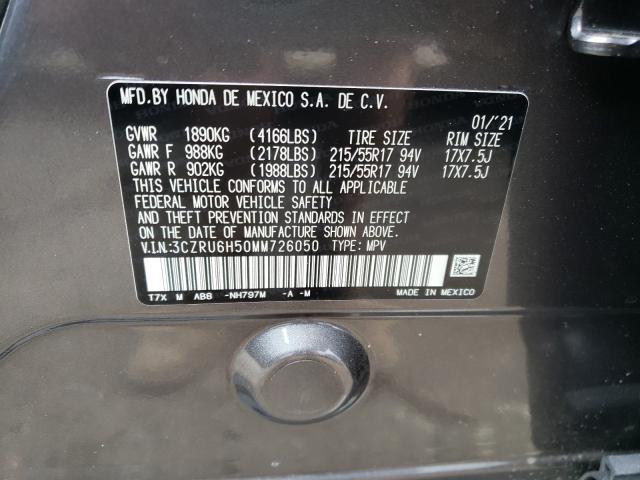 MFD.BY HONDA DE MEXICO S.A. DE C.V.
01/'21
GVWR 1890KG (4166LBS) TIRE SIZE RIM SIZE
GAWR F 988KG (2178LBS) 215/55R17 94V 17X7.5J
GAWR R 902KG (1988LBS) 215/55R17 94V 17X7.5J
THIS VEHICLE CONFORMS TO ALL APPLICABLE
FEDERAL MOTOR VEHICLE SAFETY
AND THEFT PREVENTION STANDARDS IN EFFECT
ON THE DATE OF MANUFACTURE SHOWN ABOVE.
V.I.N:3CZRU6H50MM726050 TYPE: MPV
T7X M ABS -NH797M -A -M MADE IN MEXICO